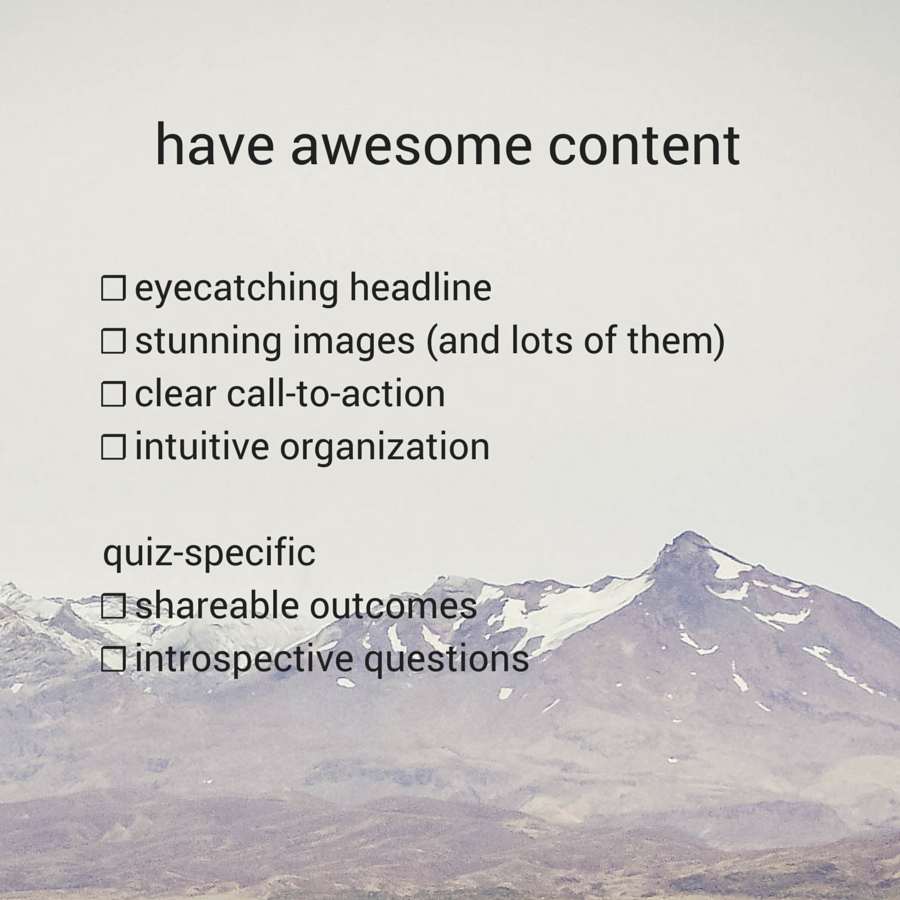 have awesome content
❒ eyecatching headline
❒ stunning images (and lots of them)
❒ clear call-to-action
❒ intuitive organization
quiz-specific
❒ shareable outcomes
❒ introspective questions